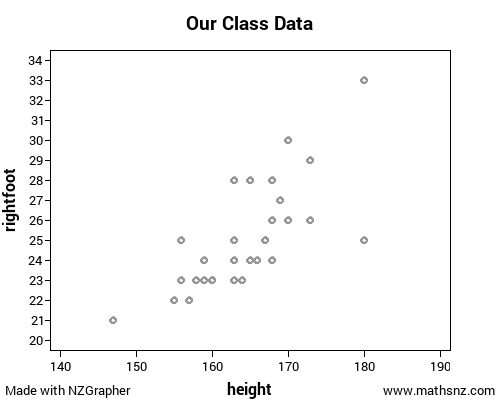 Our Class Data
34
33
32
31
30
29
28
27
26
25
24
23
22
21
20
rightfoot
140 150 160 170 180 190
height
Made with NZGrapher
www.mathsnz.com